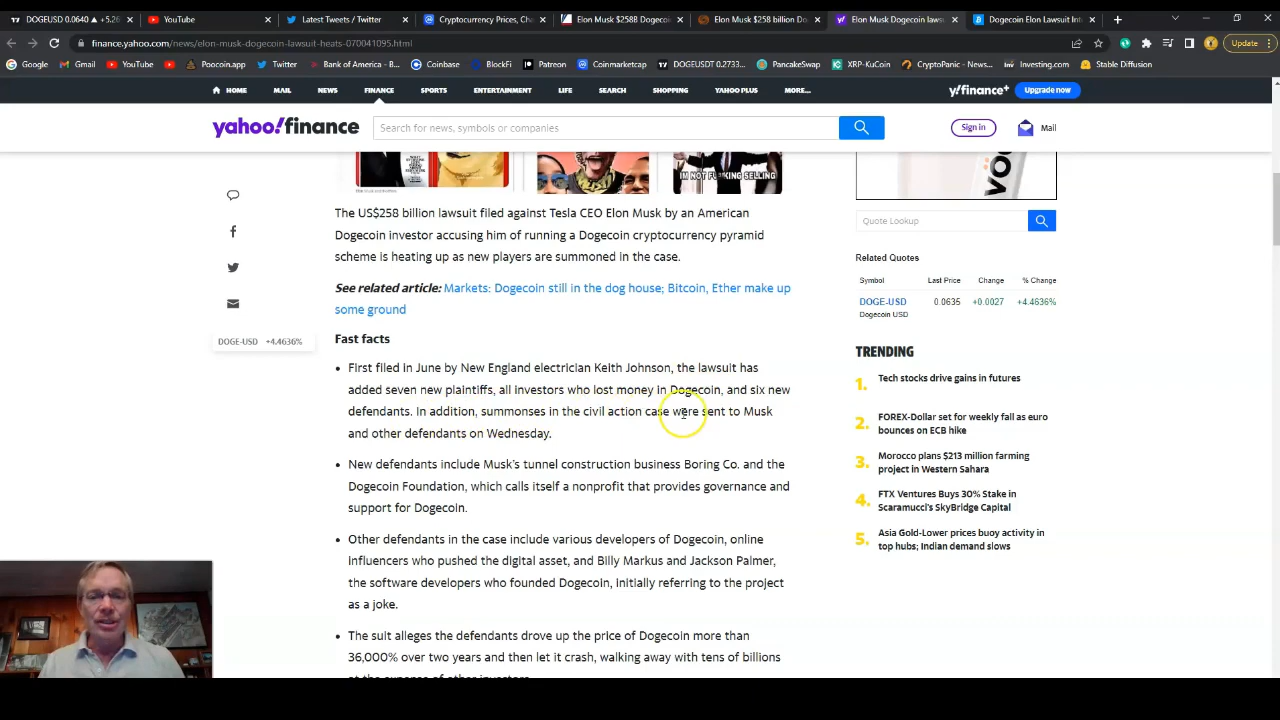 DOGEUSD 0.0640 ▲ +5.26
YouTube
Latest Tweets / Twitter
Cryptocurrency Prices, Cha
Elon Musk $258B Dogecoin
Elon Musk $258 billion Do
Elon Musk Dogecoin lawsu
Dogecoin Elon Lawsuit Int
finance.yahoo.com/news/elon-musk-dogecoin-lawsuit-heats-070041095.html
Update
Google
Gmail
YouTube
Poocoin.app
Twitter
Bank of America – B...
Coinbase
BlockFi
Patreon
Coinmarketcap
DOGEUSDT 0.2733...
PancakeSwap
XRP-KuCoin
CryptoPanic - News...
Investing.com
Stable Diffusion
HOME
MAIL
NEWS
FINANCE
SPORTS
ENTERTAINMENT
LIFE
SEARCH
SHOPPING
YAHOO PLUS
MORE...
y!finance+
Upgrade now
yahoo!finance
Search for news, symbols or companies
Sign in
Mail
I'M NOT FU*KING SELLING
The US$258 billion lawsuit filed against Tesla CEO Elon Musk by an American
Dogecoin investor accusing him of running a Dogecoin cryptocurrency pyramid
scheme is heating up as new players are summoned in the case.
See related article: Markets: Dogecoin still in the dog house; Bitcoin, Ether make up
some ground
DOGE-USD +4.4636%
Fast facts
• First filed in June by New England electrician Keith Johnson, the lawsuit has
added seven new plaintiffs, all investors who lost money in Dogecoin, and six new
defendants. In addition, summonses in the civil action case were sent to Musk
and other defendants on Wednesday.
• New defendants include Musk's tunnel construction business Boring Co. and the
Dogecoin Foundation, which calls itself a nonprofit that provides governance and
support for Dogecoin.
• Other defendants in the case include various developers of Dogecoin, online
influencers who pushed the digital asset, and Billy Markus and Jackson Palmer,
the software developers who founded Dogecoin, initially referring to the project
as a joke.
• The suit alleges the defendants drove up the price of Dogecoin more than
36,000% over two years and then let it crash, walking away with tens of billions
at the expense of other investors.
VO
Quote Lookup
Related Quotes
Symbol Last Price Change % Change
DOGE-USD 0.0635 +0.0027 +4.4636%
Dogecoin USD
TRENDING
1. Tech stocks drive gains in futures
2. FOREX-Dollar set for weekly fall as euro
bounces on ECB hike
3. Morocco plans $213 million farming
project in Western Sahara
4. FTX Ventures Buys 30% Stake in
Scaramucci's SkyBridge Capital
5. Asia Gold-Lower prices buoy activity in
top hubs; Indian demand slows